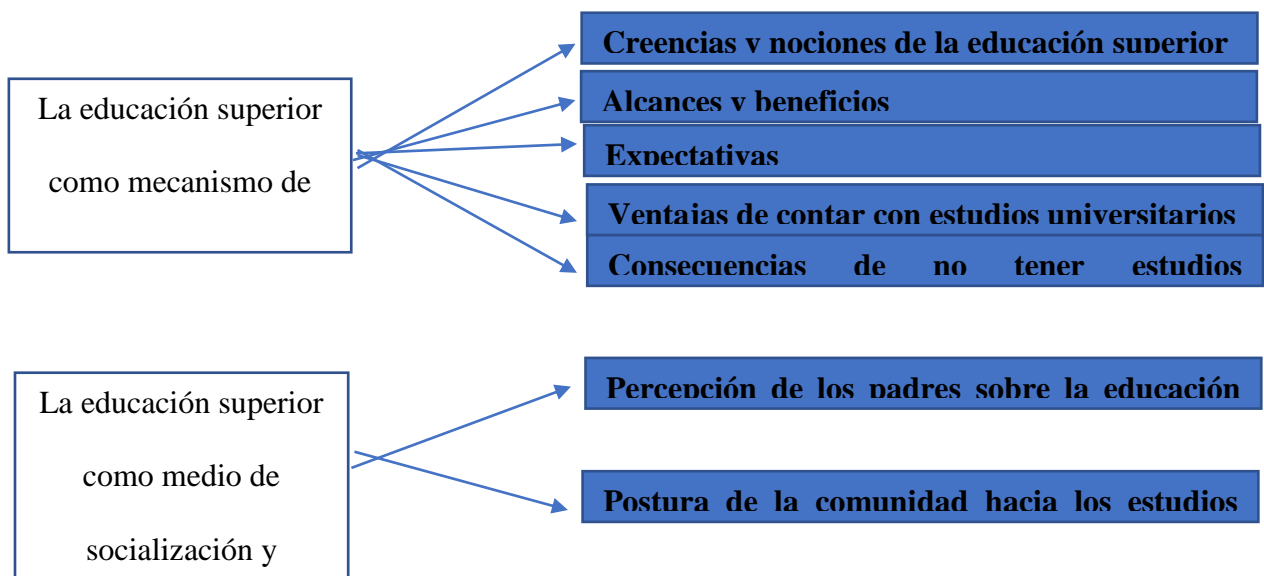 La educación superior
como mecanismo de
Creencias y nociones de la educación superior
Alcances y beneficios
Expectativas
Ventajas de contar con estudios universitarios
Consecuencias de no tener estudios
La educación superior
como medio de
socialización y
Percepción de los padres sobre la educación
Postura de la comunidad hacia los estudios